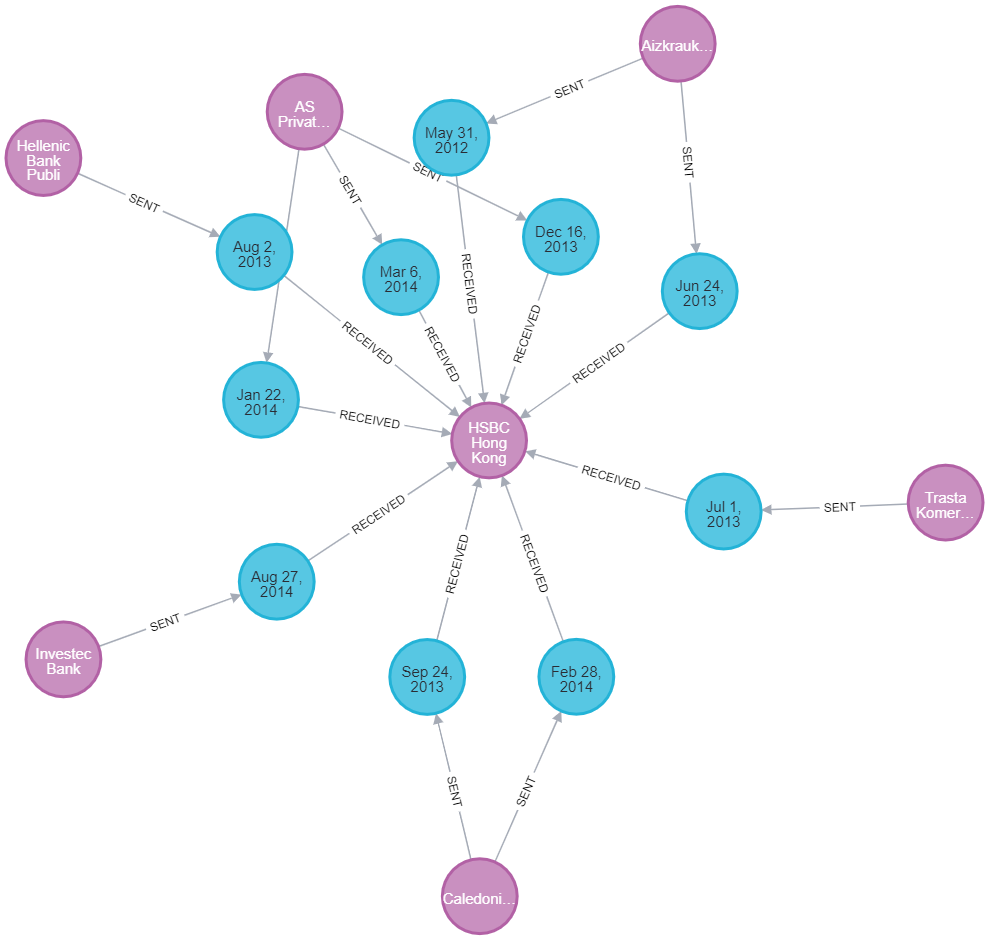 Aizkrauk...
AS
Privat...
SENT
May 31,
2012
Hellenic
Bank
Publi
SENT
SENT
SENT
SENT
Aug 2,
2013
Dec 16,
2013
Mar 6,
2014
Jun 24,
2013
RECEIVED
RECEIVED
RECEIVED
RECEIVED
RECEIVED
Jan 22,
2014
RECEIVED
HSBC
Hong
Kong
RECEIVED
Jul 1,
2013
SENT
Trasta
Komer...
RECEIVED
RECEIVED
RECEIVED
Aug 27,
2014
SENT
Investec
Bank
Sep 24,
2013
Feb 28,
2014
SENT
SENT
Caledoni...